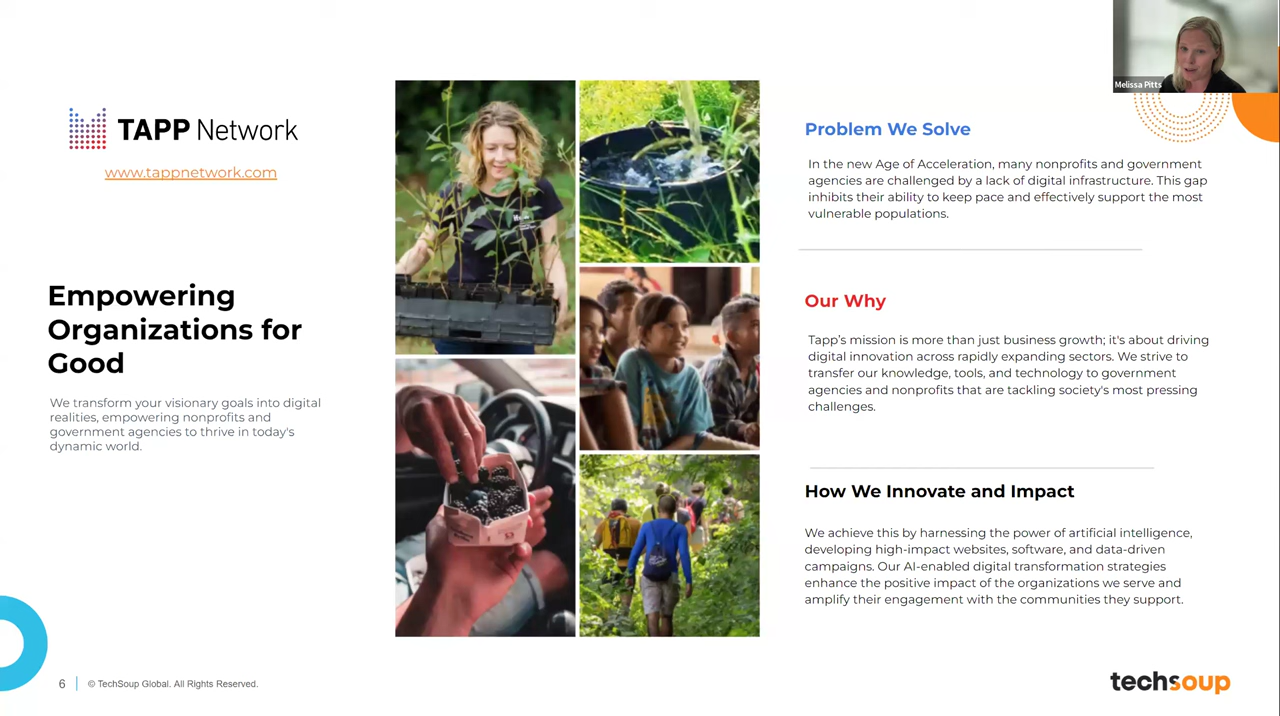 Melissa Pitts
TAPP Network
www.tappnetwork.com
Empowering
Organizations for
Good
We transform your visionary goals into digital
realities, empowering nonprofits and
government agencies to thrive in today's
dynamic world.
Problem We Solve
In the new Age of Acceleration, many nonprofits and government
agencies are challenged by a lack of digital infrastructure. This gap
inhibits their ability to keep pace and effectively support the most
vulnerable populations.
Our Why
Tapp's mission is more than just business growth; it's about driving
digital innovation across rapidly expanding sectors. We strive to
transfer our knowledge, tools, and technology to government
agencies and nonprofits that are tackling society's most pressing
challenges.
How We Innovate and Impact
We achieve this by harnessing the power of artificial intelligence,
developing high-impact websites, software, and data-driven
campaigns. Our AI-enabled digital transformation strategies
enhance the positive impact of the organizations we serve and
amplify their engagement with the communities they support.
6
© TechSoup Global. All Rights Reserved.
techsoup